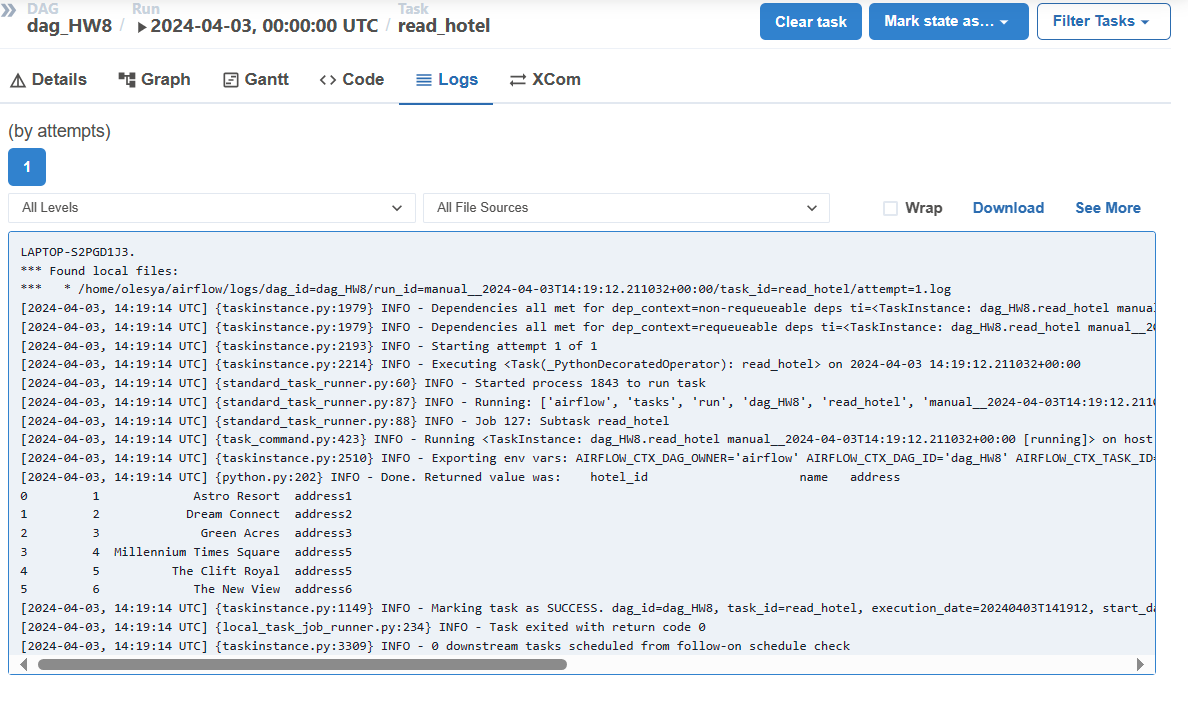 DAG
dag_HW8 / Run ▶ 2024-04-03, 00:00:00 UTC / Task read_hotel
Clear task
Mark state as…
Filter Tasks
Details
Graph
Gantt
Code
Logs
XCom
(by attempts)
1
All Levels
All File Sources
Wrap
Download
See More
LAPTOP-S2PGD1J3.
*** Found local files:
***   * /home/olesya/airflow/logs/dag_id=dag_HW8/run_id=manual__2024-04-03T14:19:12.211032+00:00/task_id=read_hotel/attempt=1.log
[2024-04-03, 14:19:14 UTC] {taskinstance.py:1979} INFO - Dependencies all met for dep_context=non-requeueable deps ti=<TaskInstance: dag_HW8.read_hotel manual
[2024-04-03, 14:19:14 UTC] {taskinstance.py:1979} INFO - Dependencies all met for dep_context=requeueable deps ti=<TaskInstance: dag_HW8.read_hotel manual__20
[2024-04-03, 14:19:14 UTC] {taskinstance.py:2193} INFO - Starting attempt 1 of 1
[2024-04-03, 14:19:14 UTC] {taskinstance.py:2214} INFO - Executing <Task(_PythonDecoratedOperator): read_hotel> on 2024-04-03 14:19:12.211032+00:00
[2024-04-03, 14:19:14 UTC] {standard_task_runner.py:60} INFO - Started process 1843 to run task
[2024-04-03, 14:19:14 UTC] {standard_task_runner.py:87} INFO - Running: ['airflow', 'tasks', 'run', 'dag_HW8', 'read_hotel', 'manual__2024-04-03T14:19:12.2110
[2024-04-03, 14:19:14 UTC] {standard_task_runner.py:88} INFO - Job 127: Subtask read_hotel
[2024-04-03, 14:19:14 UTC] {task_command.py:423} INFO - Running <TaskInstance: dag_HW8.read_hotel manual__2024-04-03T14:19:12.211032+00:00 [running]> on host
[2024-04-03, 14:19:14 UTC] {taskinstance.py:2510} INFO - Exporting env vars: AIRFLOW_CTX_DAG_OWNER='airflow' AIRFLOW_CTX_DAG_ID='dag_HW8' AIRFLOW_CTX_TASK_ID=
[2024-04-03, 14:19:14 UTC] {python.py:202} INFO - Done. Returned value was:    hotel_id                     name   address
0         1             Astro Resort  address1
1         2            Dream Connect  address2
2         3              Green Acres  address3
3         4  Millennium Times Square  address5
4         5          The Clift Royal  address5
5         6             The New View  address6
[2024-04-03, 14:19:14 UTC] {taskinstance.py:1149} INFO - Marking task as SUCCESS. dag_id=dag_HW8, task_id=read_hotel, execution_date=20240403T141912, start_da
[2024-04-03, 14:19:14 UTC] {local_task_job_runner.py:234} INFO - Task exited with return code 0
[2024-04-03, 14:19:14 UTC] {taskinstance.py:3309} INFO - 0 downstream tasks scheduled from follow-on schedule check